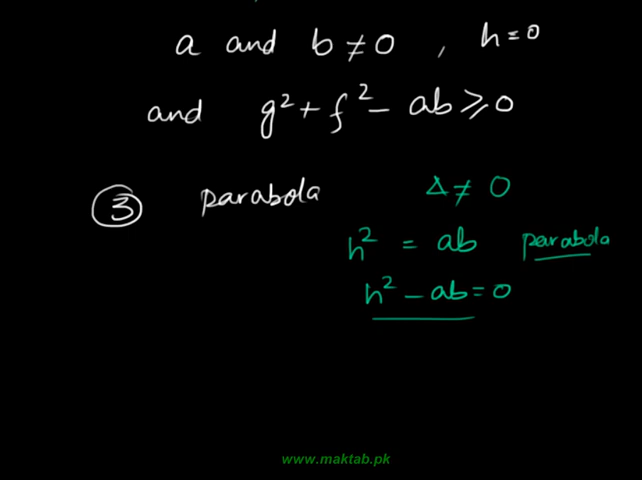 a and b ≠ 0 , h = 0
and g² + f² - ab ⩾ 0
③ parabola Δ ≠ 0
h² = ab parabola
h² - ab = 0
www.maktab.pk